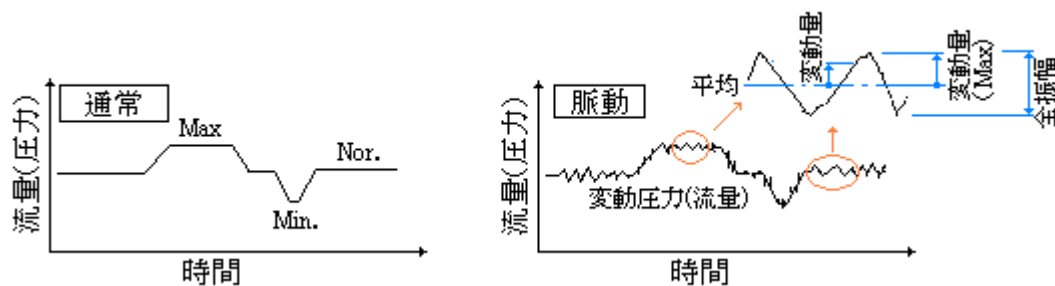 通常
Max
Nor.
Min.
流量(圧力)
時間
脈動
平均
変動量
変動量
(Max)
全振幅
変動圧力(流量)
流量(圧力)
時間